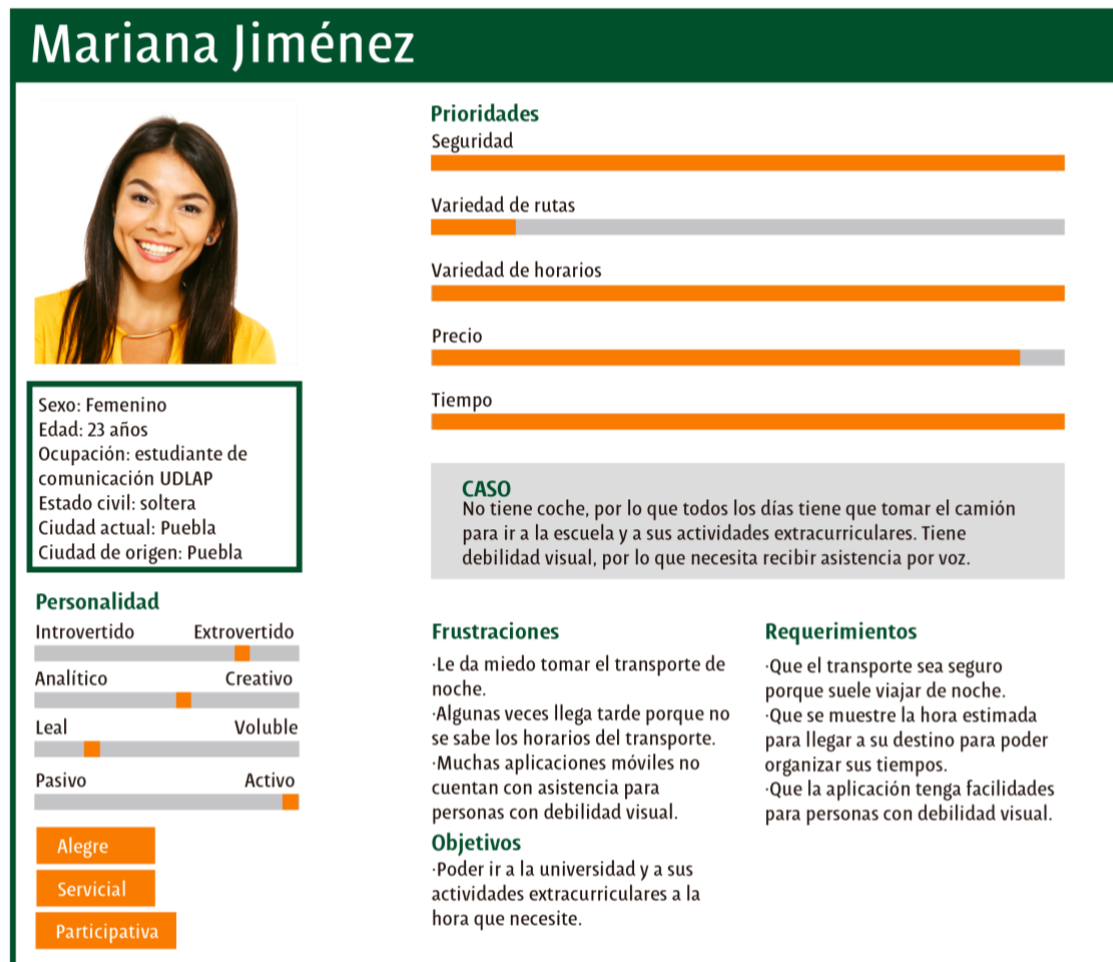 Mariana Jiménez
Sexo: Femenino
Edad: 23 años
Ocupación: estudiante de
comunicación UDLAP
Estado civil: soltera
Ciudad actual: Puebla
Ciudad de origen: Puebla
Personalidad
Introvertido Extrovertido
Analítico Creativo
Leal Voluble
Pasivo Activo
Alegre
Servicial
Participativa
Prioridades
Seguridad
Variedad de rutas
Variedad de horarios
Precio
Tiempo
CASO
No tiene coche, por lo que todos los días tiene que tomar el camión
para ir a la escuela y a sus actividades extracurriculares. Tiene
debilidad visual, por lo que necesita recibir asistencia por voz.
Frustraciones
·Le da miedo tomar el transporte de
noche.
·Algunas veces llega tarde porque no
se sabe los horarios del transporte.
·Muchas aplicaciones móviles no
cuentan con asistencia para
personas con debilidad visual.
Objetivos
·Poder ir a la universidad y a sus
actividades extracurriculares a la
hora que necesite.
Requerimientos
·Que el transporte sea seguro
porque suele viajar de noche.
·Que se muestre la hora estimada
para llegar a su destino para poder
organizar sus tiempos.
·Que la aplicación tenga facilidades
para personas con debilidad visual.